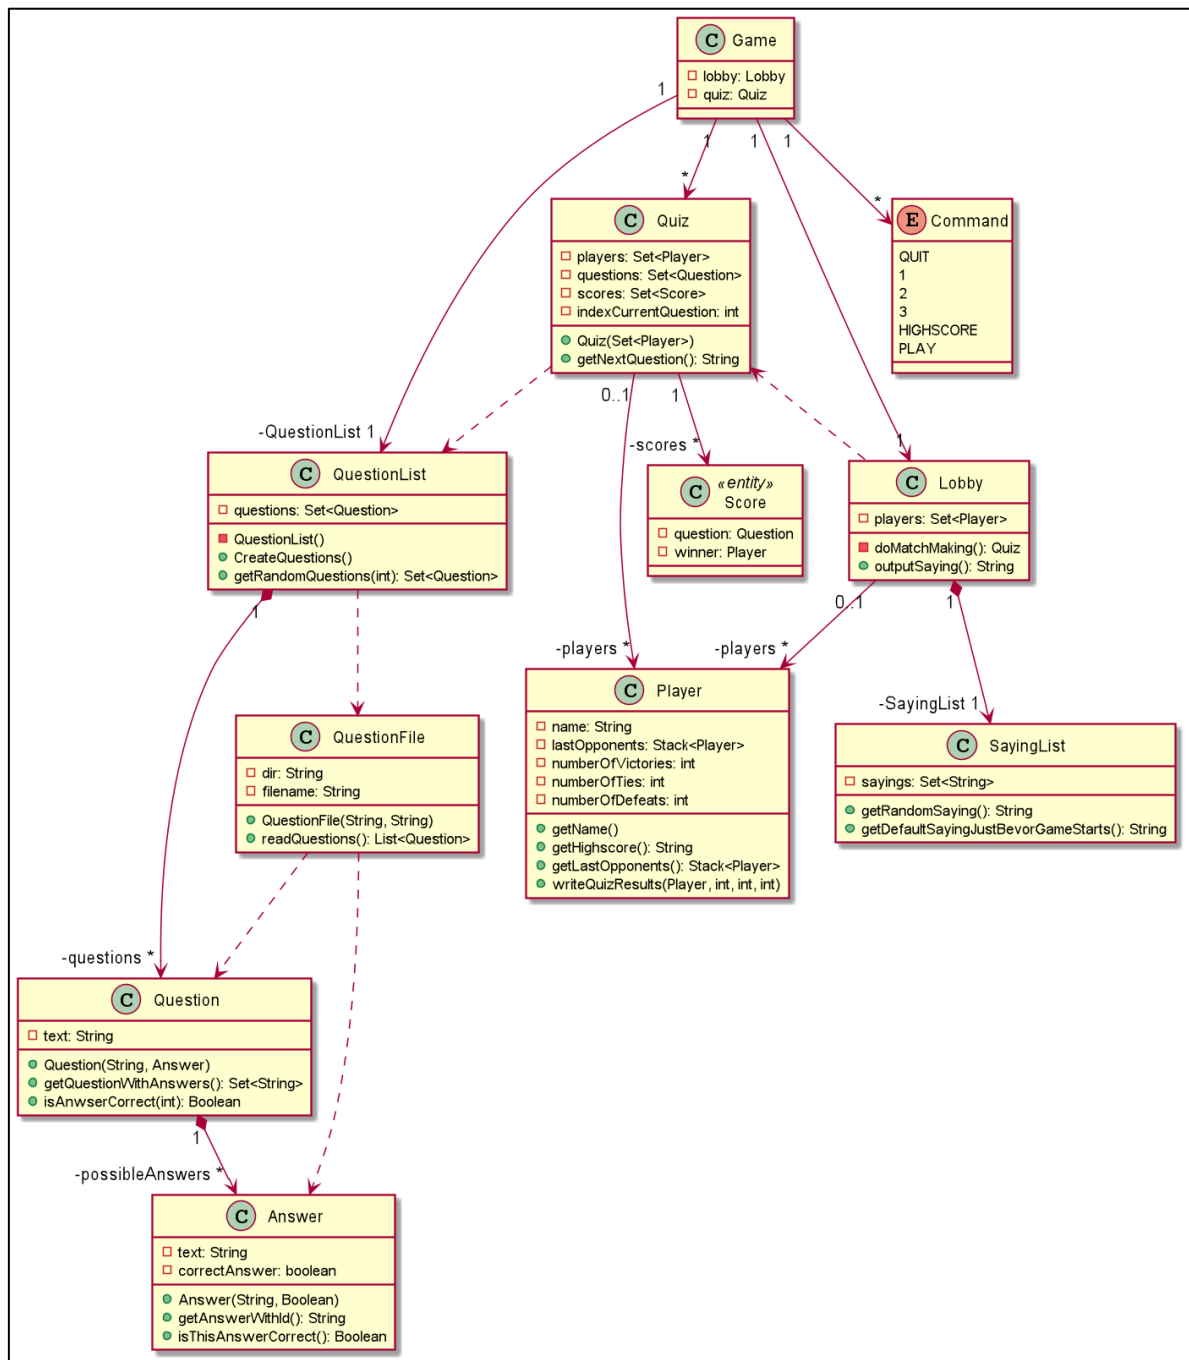 C Game
lobby: Lobby
quiz: Quiz
1
1
1
1
*
*
C Quiz
players: Set<Player>
questions: Set<Question>
scores: Set<Score>
indexCurrentQuestion: int
Quiz(Set<Player>)
getNextQuestion(): String
E Command
QUIT
1
2
3
HIGHSCORE
PLAY
0..1
1
-QuestionList 1
-scores *
1
C QuestionList
questions: Set<Question>
QuestionList()
CreateQuestions()
getRandomQuestions(int): Set<Question>
C «entity»
Score
question: Question
winner: Player
C Lobby
players: Set<Player>
doMatchMaking(): Quiz
outputSaying(): String
1
0..1
1
-players *
-players *
-SayingList 1
C Player
name: String
lastOpponents: Stack<Player>
numberOfVictories: int
numberOfTies: int
numberOfDefeats: int
getName()
getHighscore(): String
getLastOpponents(): Stack<Player>
writeQuizResults(Player, int, int, int)
C QuestionFile
dir: String
filename: String
QuestionFile(String, String)
readQuestions(): List<Question>
C SayingList
sayings: Set<String>
getRandomSaying(): String
getDefaultSayingJustBevorGameStarts(): String
-questions *
C Question
text: String
Question(String, Answer)
getQuestionWithAnswers(): Set<String>
isAnwserCorrect(int): Boolean
1
-possibleAnswers *
C Answer
text: String
correctAnswer: boolean
Answer(String, Boolean)
getAnswerWithId(): String
isThisAnswerCorrect(): Boolean